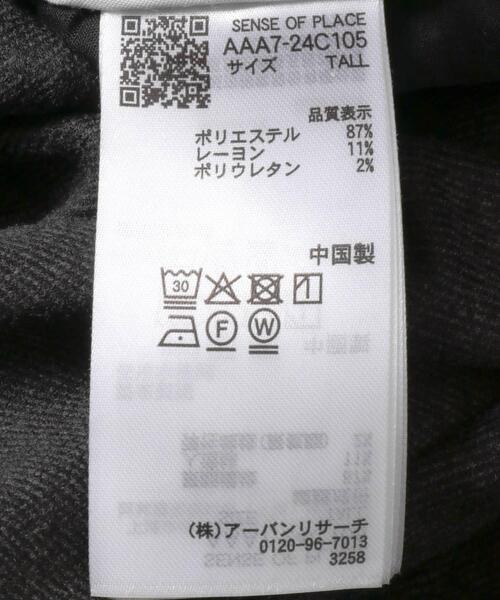 SENSE OF PLACE
AAA7-24C105
サイズ TALL
品質表示
ポリエステル 87%
レーヨン 11%
ポリウレタン 2%
中国製
30
F W
(株)アーバンリサーチ
0120-96-7013
3258